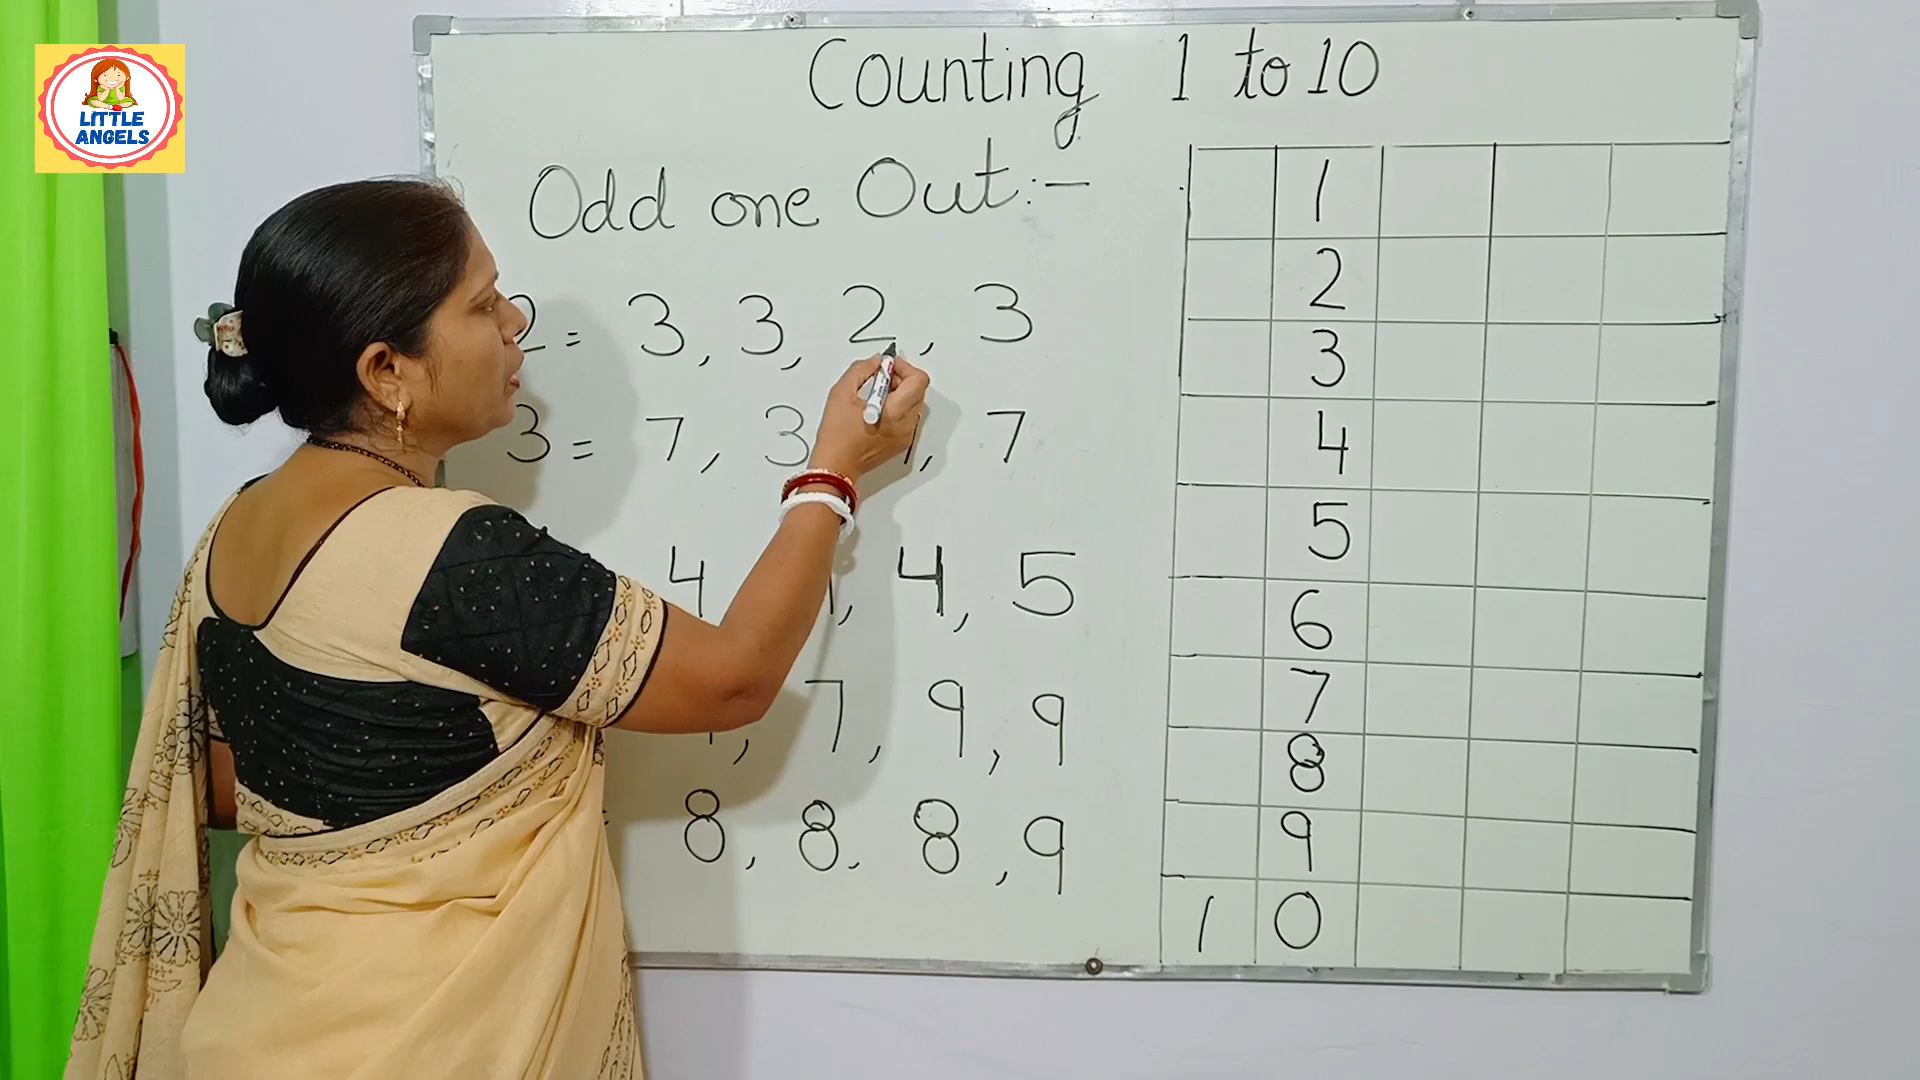 LITTLE
ANGELS
Counting 1 to 10
Odd one Out:-
2 = 3, 3, 2, 3
3 = 7, 3 , 7
4 , 4, 5
, 7, 9, 9
8, 8, 8, 9
1
2
3
4
5
6
7
8
9
10